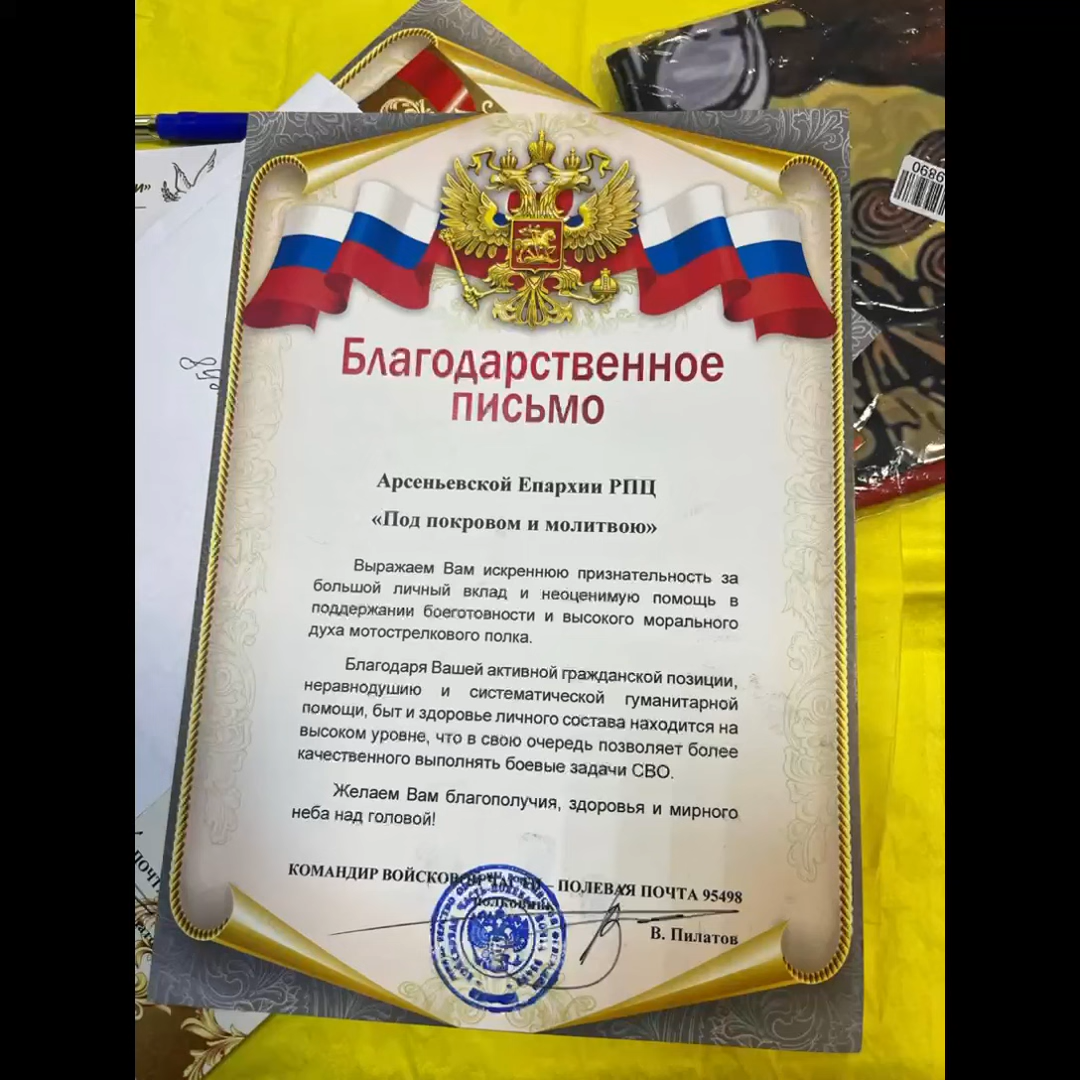 Благодарственное
письмо
Арсеньевской Епархии РПЦ
«Под покровом и молитвою»
Выражаем Вам искреннюю признательность за
большой личный вклад и неоценимую помощь в
поддержании боеготовности и высокого морального
духа мотострелкового полка.
Благодаря Вашей активной гражданской позиции,
неравнодушию и систематической гуманитарной
помощи, быт и здоровье личного состава находится на
высоком уровне, что в свою очередь позволяет более
качественного выполнять боевые задачи СВО.
Желаем Вам благополучия, здоровья и мирного
неба над головой!
КОМАНДИР ВОЙСКОВОЙ ЧАСТИ – ПОЛЕВАЯ ПОЧТА 95498
полковник
В. Пилатов